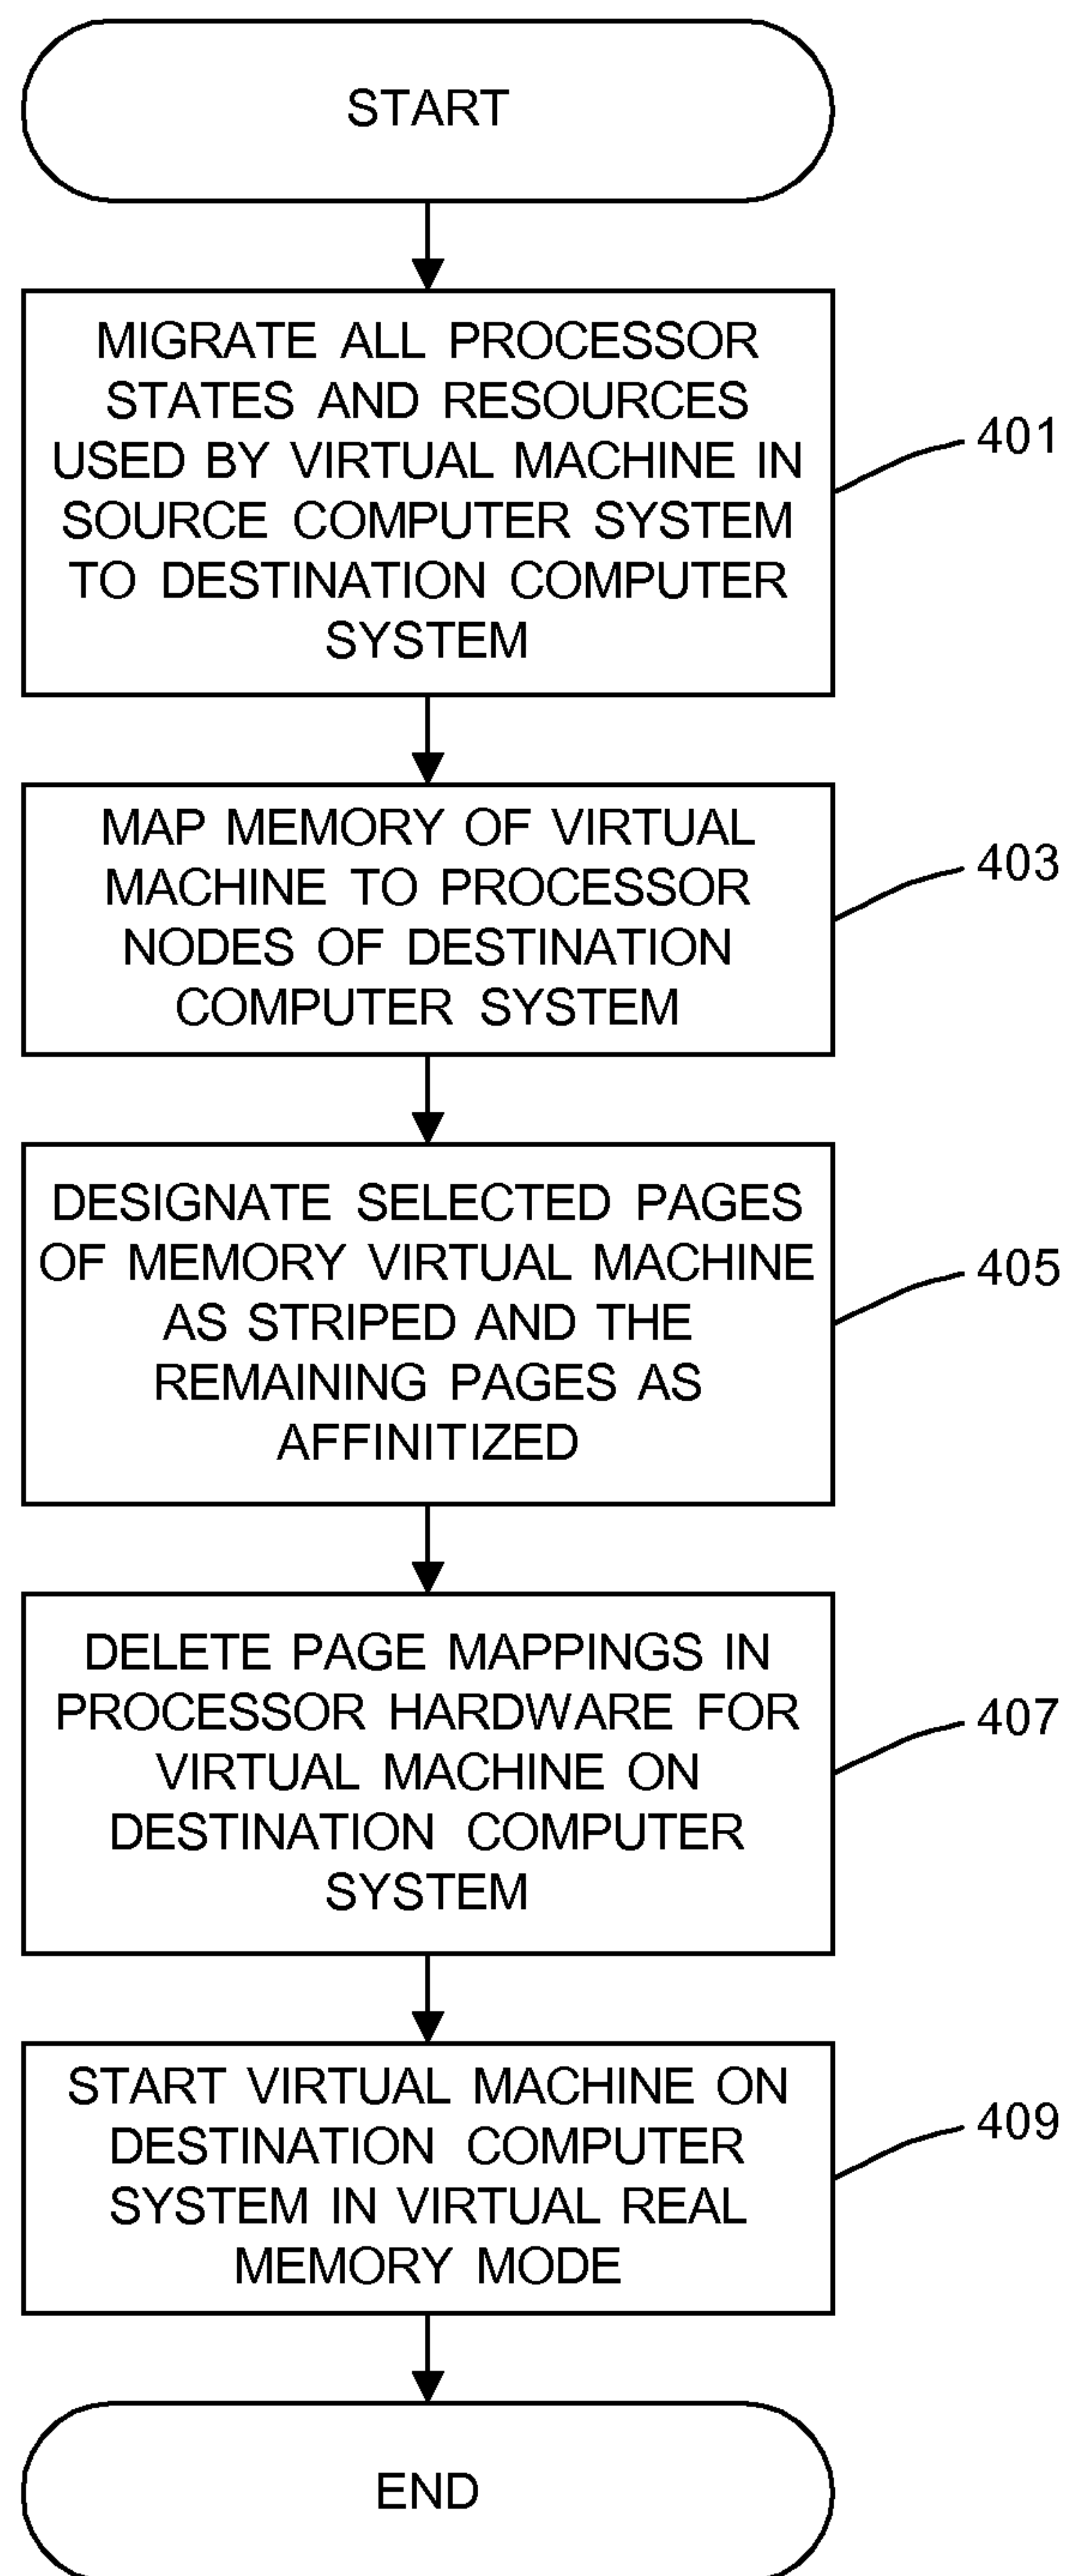 START
MIGRATE ALL PROCESSOR
STATES AND RESOURCES
USED BY VIRTUAL MACHINE IN
SOURCE COMPUTER SYSTEM
TO DESTINATION COMPUTER
SYSTEM
401
MAP MEMORY OF VIRTUAL
MACHINE TO PROCESSOR
NODES OF DESTINATION
COMPUTER SYSTEM
403
DESIGNATE SELECTED PAGES
OF MEMORY VIRTUAL MACHINE
AS STRIPED AND THE
REMAINING PAGES AS
AFFINITIZED
405
DELETE PAGE MAPPINGS IN
PROCESSOR HARDWARE FOR
VIRTUAL MACHINE ON
DESTINATION COMPUTER
SYSTEM
407
START VIRTUAL MACHINE ON
DESTINATION COMPUTER
SYSTEM IN VIRTUAL REAL
MEMORY MODE
409
END